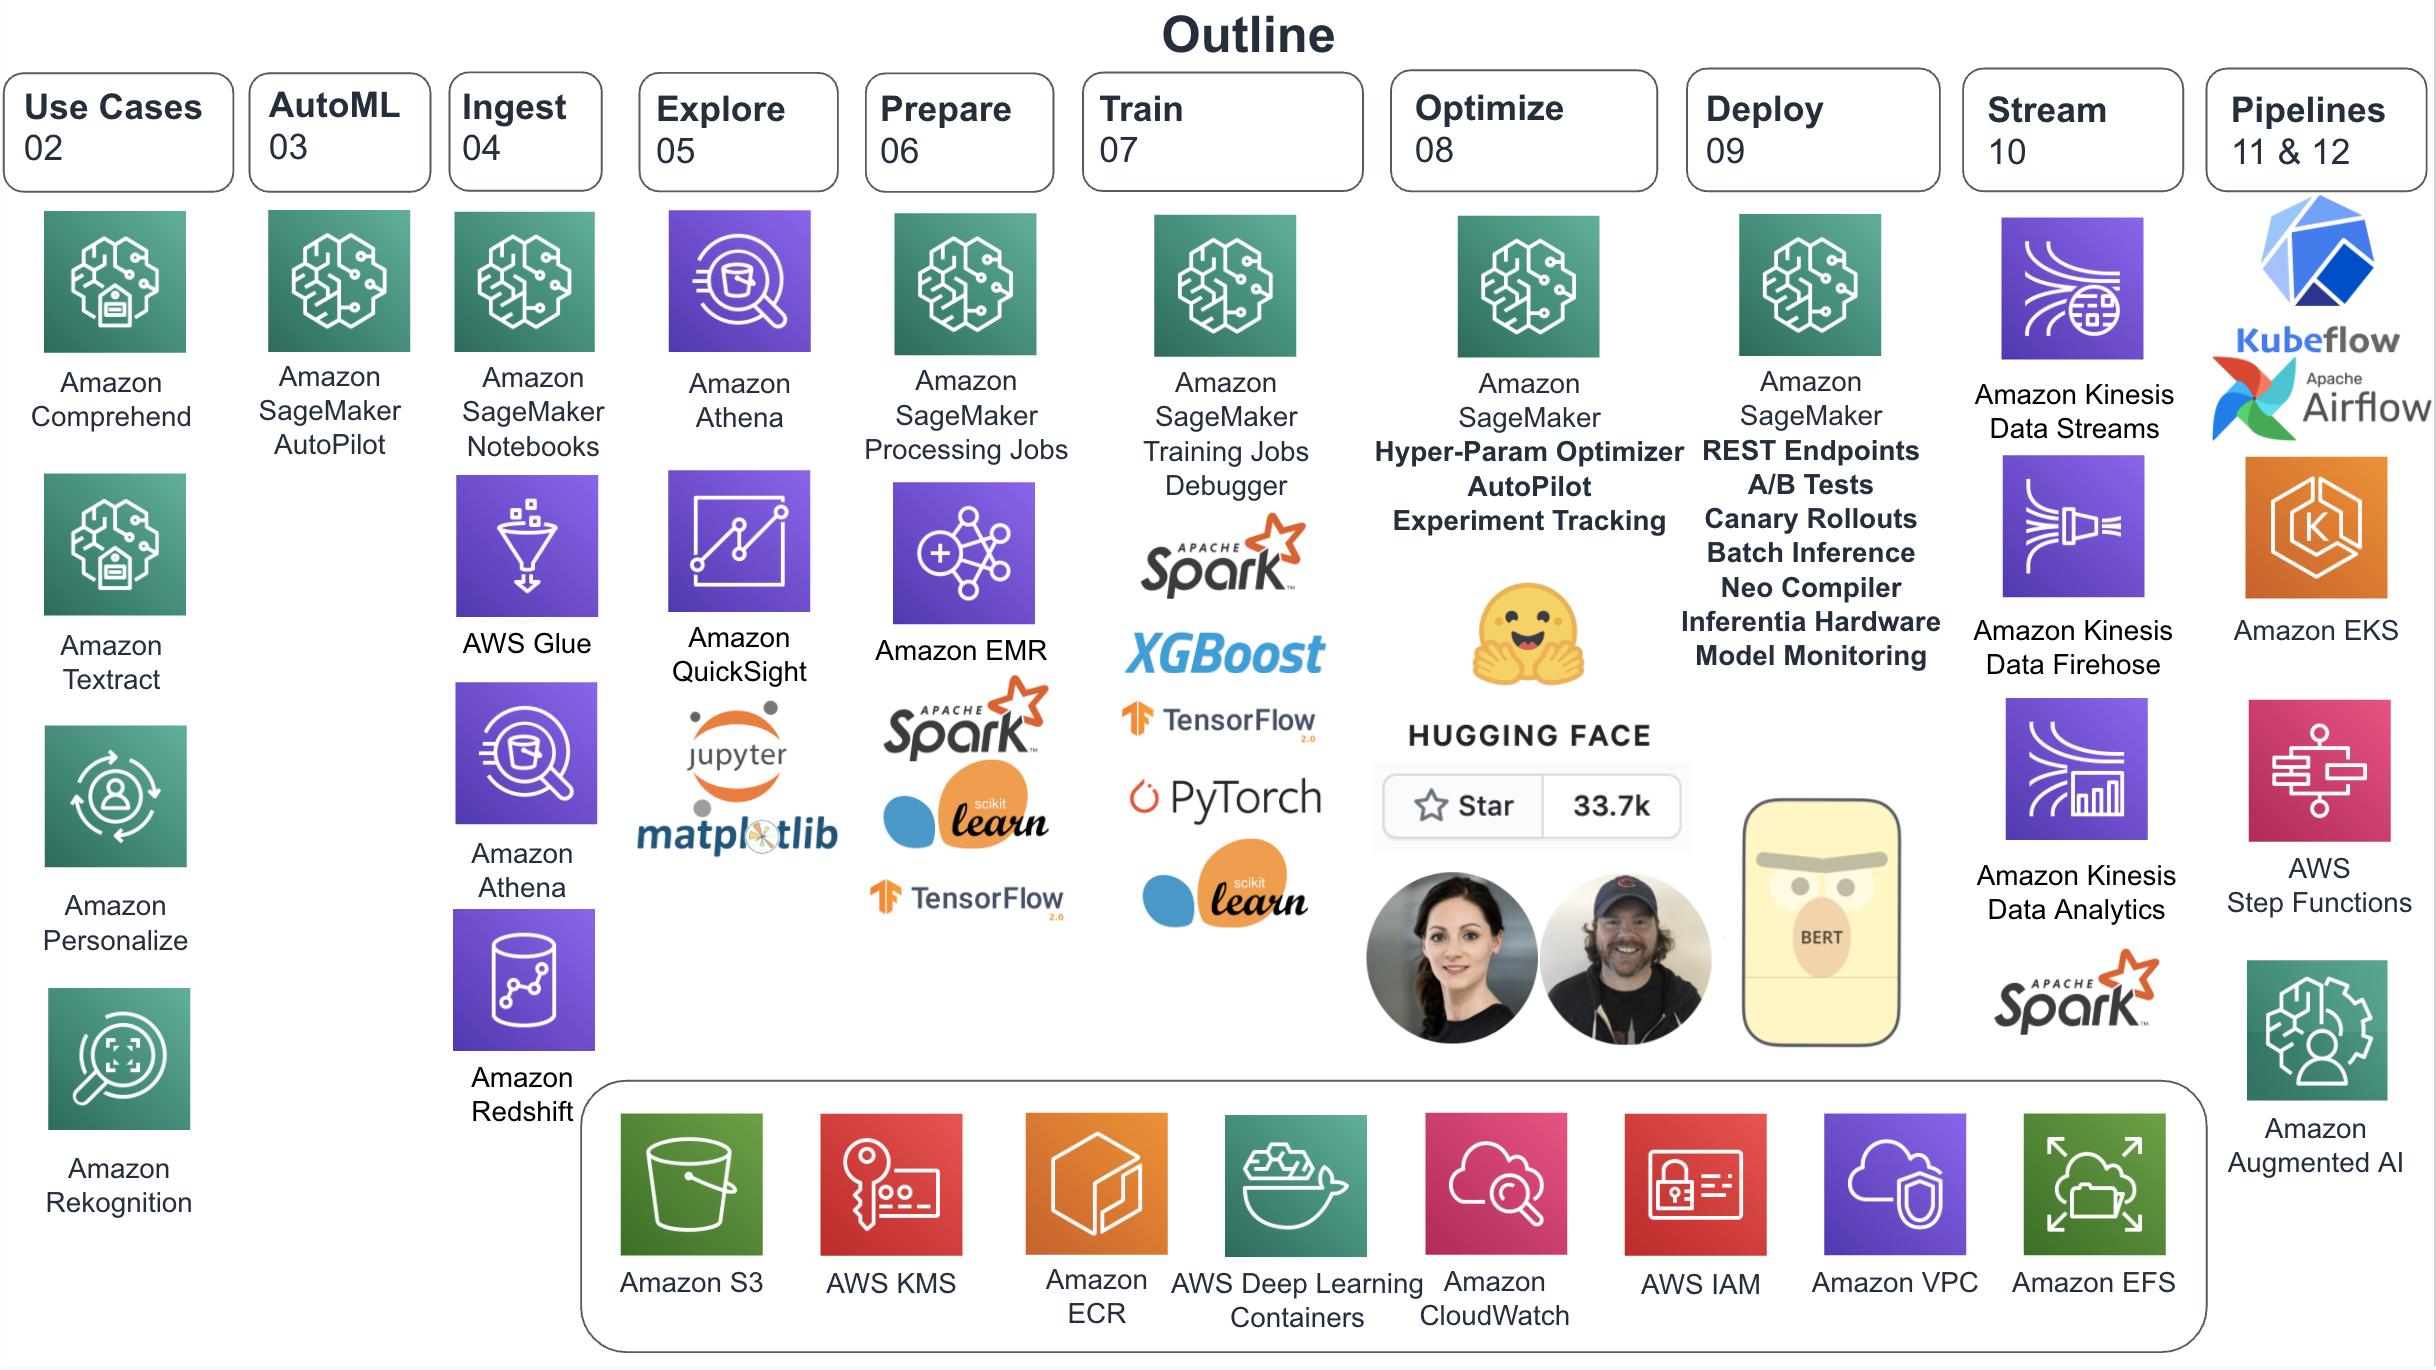 Outline
Use Cases
02
AutoML
03
Ingest
04
Explore
05
Prepare
06
Train
07
Optimize
08
Deploy
09
Stream
10
Pipelines
11 & 12
Amazon
Comprehend
Amazon
Textract
Amazon
Personalize
Amazon
Rekognition
Amazon
SageMaker
AutoPilot
Amazon
SageMaker
Notebooks
AWS Glue
Amazon
Athena
Amazon
Redshift
Amazon
Athena
Amazon
QuickSight
jupyter
matplotlib
Amazon
SageMaker
Processing Jobs
Amazon EMR
APACHE
Spark™
scikit
learn
TensorFlow
2.0
Amazon
SageMaker
Training Jobs
Debugger
APACHE
Spark™
XGBoost
TensorFlow
2.0
PyTorch
scikit
learn
Amazon
SageMaker
Hyper-Param Optimizer
AutoPilot
Experiment Tracking
HUGGING FACE
Star 33.7k
Amazon
SageMaker
REST Endpoints
A/B Tests
Canary Rollouts
Batch Inference
Neo Compiler
Inferentia Hardware
Model Monitoring
BERT
Amazon Kinesis
Data Streams
Amazon Kinesis
Data Firehose
Amazon Kinesis
Data Analytics
APACHE
Spark™
Kubeflow
Apache
Airflow
K
Amazon EKS
AWS
Step Functions
Amazon
Augmented AI
Amazon S3
AWS KMS
Amazon
ECR
AWS Deep Learning
Containers
Amazon
CloudWatch
AWS IAM
Amazon VPC
Amazon EFS